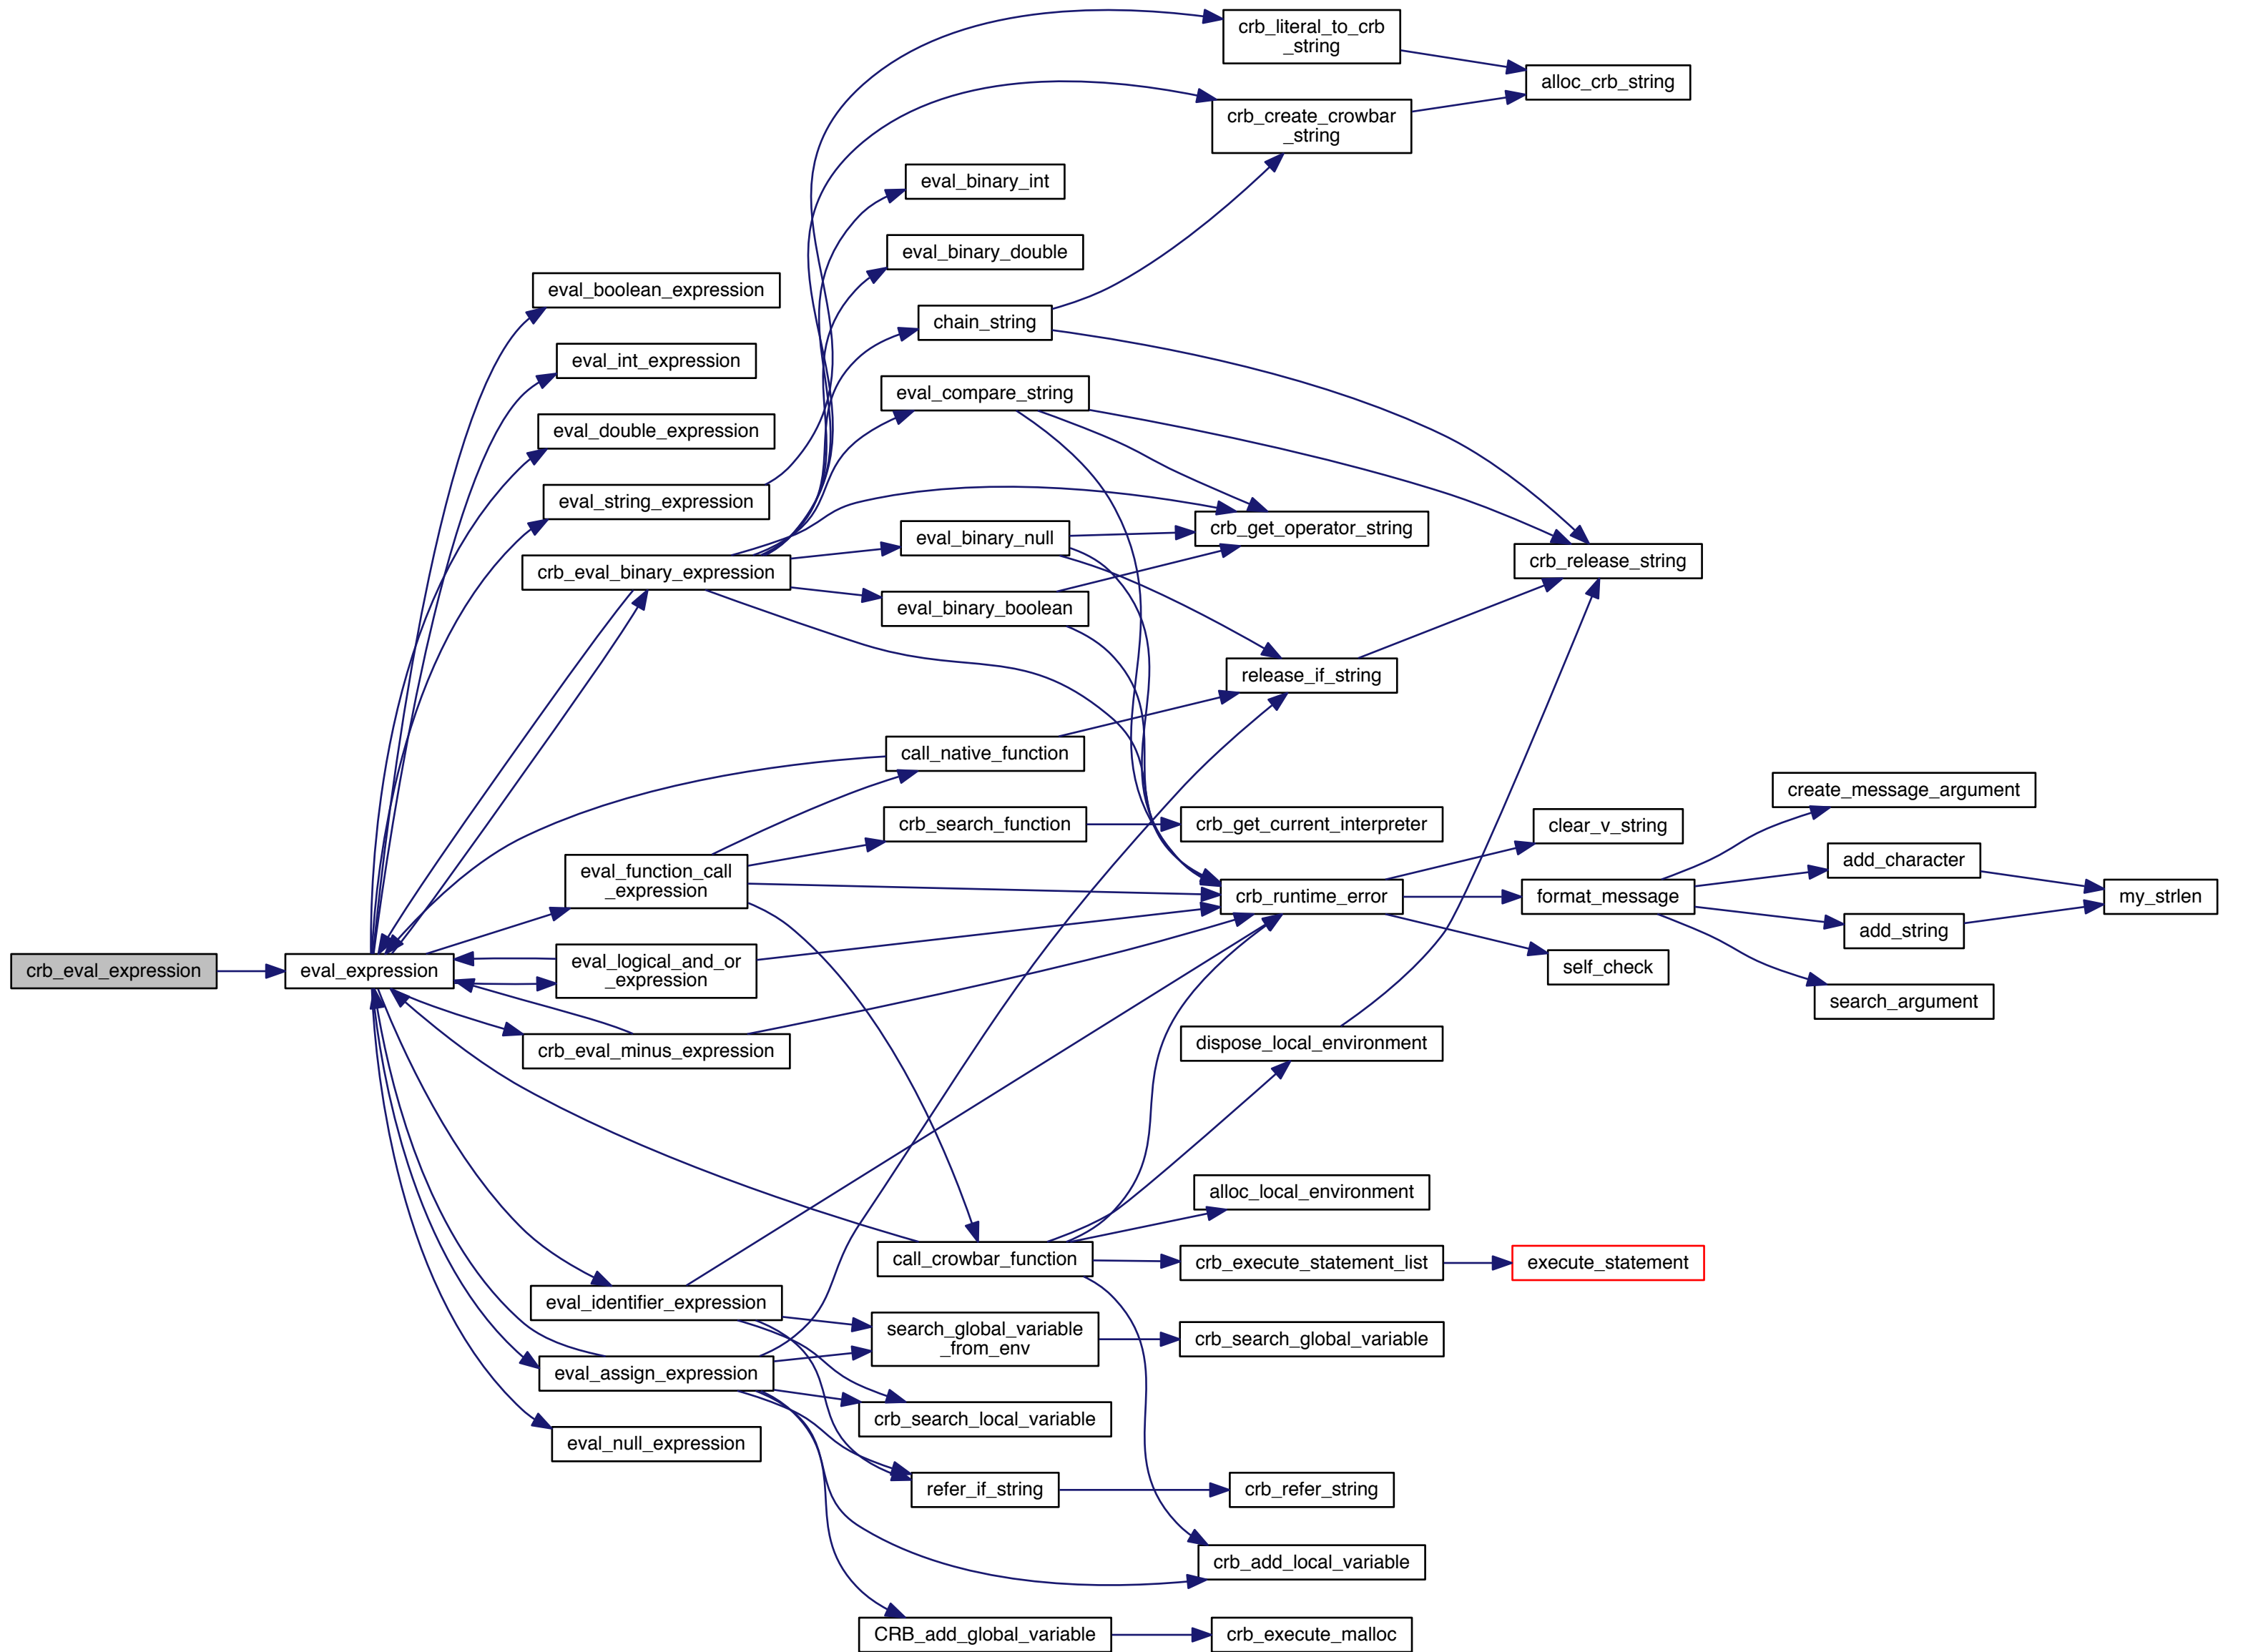 crb_literal_to_crb
_string
alloc_crb_string
crb_create_crowbar
_string
eval_binary_int
eval_binary_double
eval_boolean_expression
chain_string
eval_int_expression
eval_compare_string
eval_double_expression
eval_string_expression
crb_get_operator_string
eval_binary_null
crb_release_string
crb_eval_binary_expression
eval_binary_boolean
release_if_string
call_native_function
create_message_argument
crb_search_function
crb_get_current_interpreter
clear_v_string
add_character
eval_function_call
_expression
crb_runtime_error
format_message
my_strlen
add_string
crb_eval_expression
eval_expression
eval_logical_and_or
_expression
self_check
search_argument
crb_eval_minus_expression
dispose_local_environment
alloc_local_environment
call_crowbar_function
crb_execute_statement_list
execute_statement
eval_identifier_expression
search_global_variable
_from_env
crb_search_global_variable
eval_assign_expression
crb_search_local_variable
eval_null_expression
refer_if_string
crb_refer_string
crb_add_local_variable
CRB_add_global_variable
crb_execute_malloc